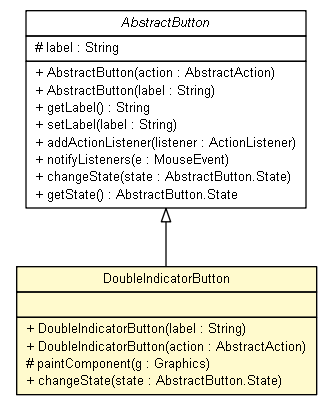 AbstractButton
# label : String
+ AbstractButton(action : AbstractAction)
+ AbstractButton(label : String)
+ getLabel() : String
+ setLabel(label : String)
+ addActionListener(listener : ActionListener)
+ notifyListeners(e : MouseEvent)
+ changeState(state : AbstractButton.State)
+ getState() : AbstractButton.State
DoubleIndicatorButton
+ DoubleIndicatorButton(label : String)
+ DoubleIndicatorButton(action : AbstractAction)
# paintComponent(g : Graphics)
+ changeState(state : AbstractButton.State)